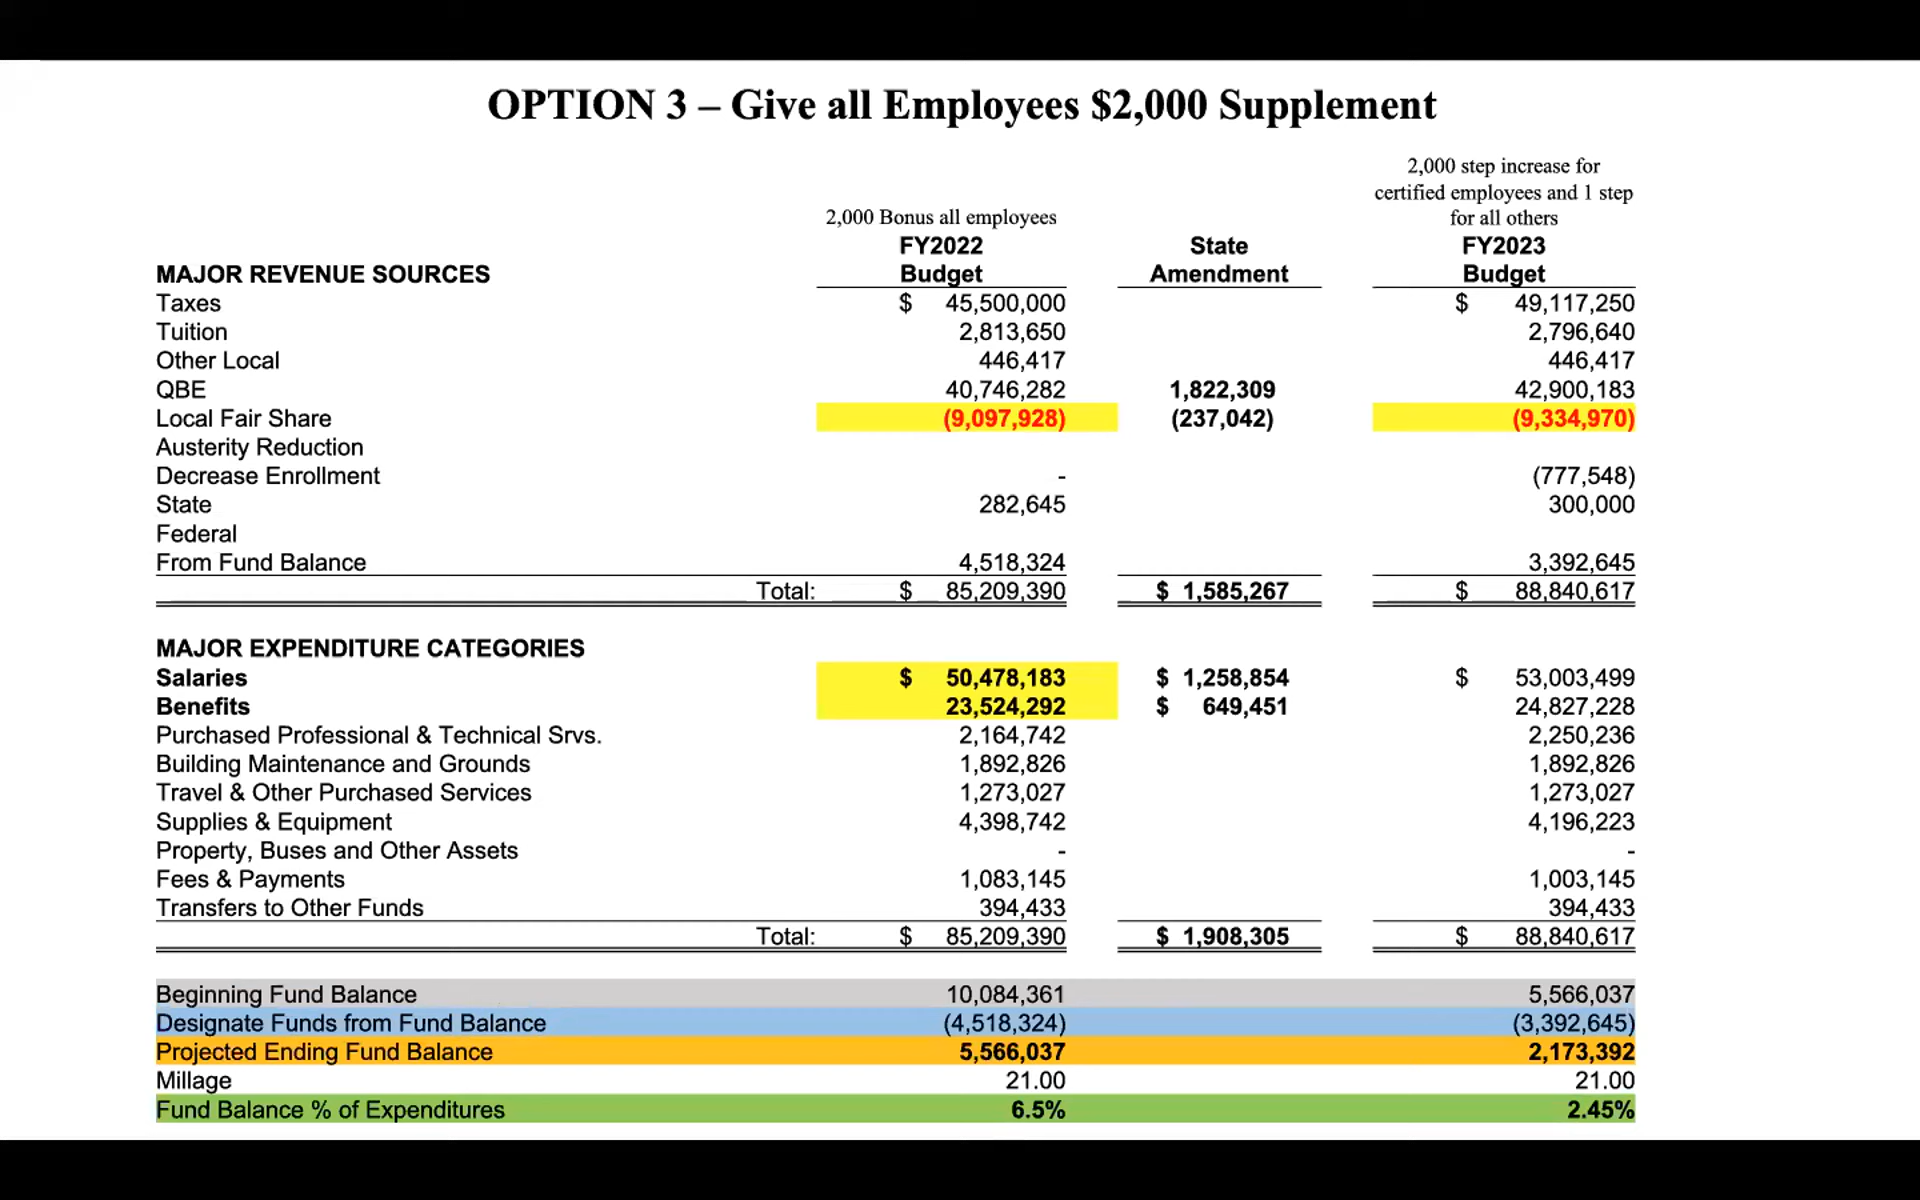 OPTION 3 – Give all Employees $2,000 Supplement
2,000 step increase for
certified employees and 1 step
2,000 Bonus all employees for all others
FY2022 State FY2023
MAJOR REVENUE SOURCES Budget Amendment Budget
Taxes $ 45,500,000 $ 49,117,250
Tuition 2,813,650 2,796,640
Other Local 446,417 446,417
QBE 40,746,282 1,822,309 42,900,183
Local Fair Share (9,097,928) (237,042) (9,334,970)
Austerity Reduction
Decrease Enrollment - (777,548)
State 282,645 300,000
Federal
From Fund Balance 4,518,324 3,392,645
Total: $ 85,209,390 $ 1,585,267 $ 88,840,617
MAJOR EXPENDITURE CATEGORIES
Salaries $ 50,478,183 $ 1,258,854 $ 53,003,499
Benefits 23,524,292 $ 649,451 24,827,228
Purchased Professional & Technical Srvs. 2,164,742 2,250,236
Building Maintenance and Grounds 1,892,826 1,892,826
Travel & Other Purchased Services 1,273,027 1,273,027
Supplies & Equipment 4,398,742 4,196,223
Property, Buses and Other Assets - -
Fees & Payments 1,083,145 1,003,145
Transfers to Other Funds 394,433 394,433
Total: $ 85,209,390 $ 1,908,305 $ 88,840,617
Beginning Fund Balance 10,084,361 5,566,037
Designate Funds from Fund Balance (4,518,324) (3,392,645)
Projected Ending Fund Balance 5,566,037 2,173,392
Millage 21.00 21.00
Fund Balance % of Expenditures 6.5% 2.45%